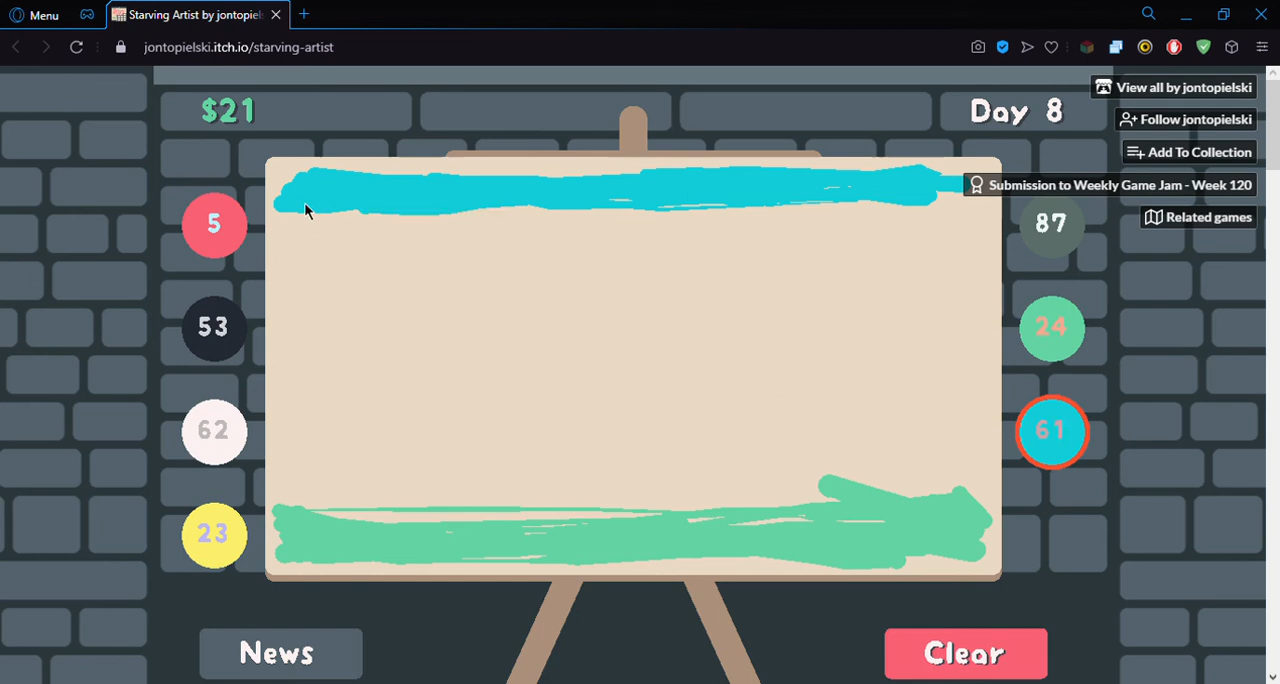 Menu
Starving Artist by jontopiels
jontopielski.itch.io/starving-artist
View all by jontopielski
$21
Day 8
Follow jontopielski
Add To Collection
Submission to Weekly Game Jam - Week 120
Related games
5
87
53
24
62
61
23
News
Clear